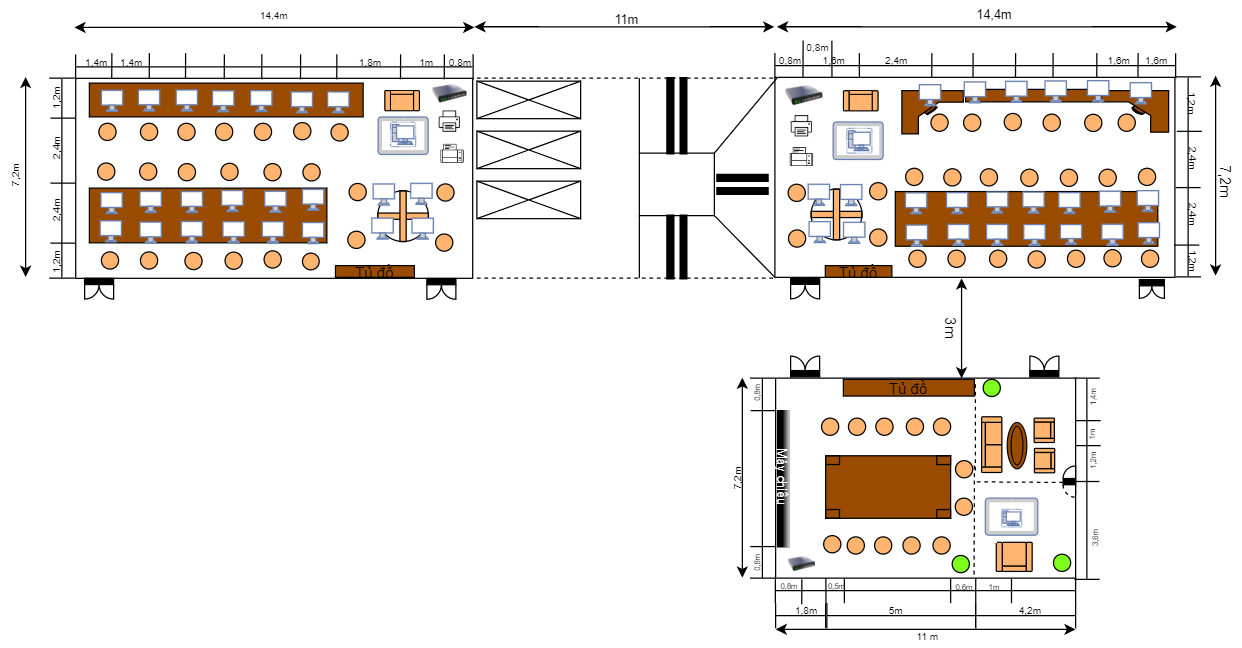 14,4m
11m
14,4m
1,4m
1,4m
1,8m
1m
0,8m
0,8m
0,8m
1,6m
2,4m
1,6m
1,6m
7,2m
1,2m
2,4m
2,4m
1,2m
Tủ đồ
Tủ đồ
1,2m
2,4m
2,4m
1,2m
7,2m
3m
Tủ đồ
7,2m
0,8m
0,8m
Máy chiếu
1,4m
1m
1,2m
3,6m
0,8m
0,5m
0,6m
1m
1,8m
5m
4,2m
11 m